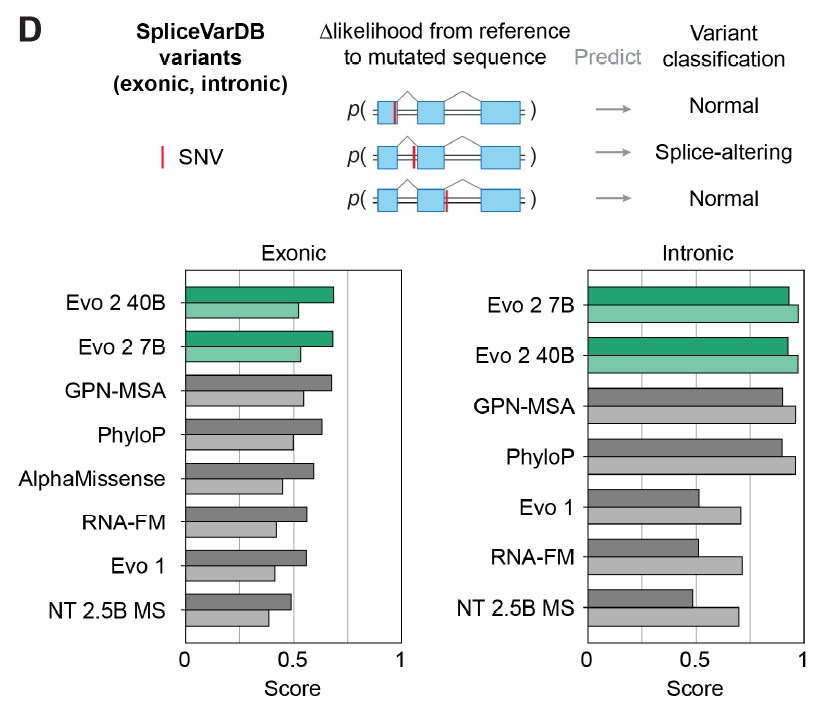 D
SpliceVarDB
variants
(exonic, intronic)
SNV
Δlikelihood from reference
to mutated sequence
Predict
Variant
classification
p( )
Normal
p( )
Splice-altering
p( )
Normal
Exonic
Evo 2 40B
Evo 2 7B
GPN-MSA
PhyloP
AlphaMissense
RNA-FM
Evo 1
NT 2.5B MS
0 0.5 1
Score
Intronic
Evo 2 7B
Evo 2 40B
GPN-MSA
PhyloP
Evo 1
RNA-FM
NT 2.5B MS
0 0.5 1
Score